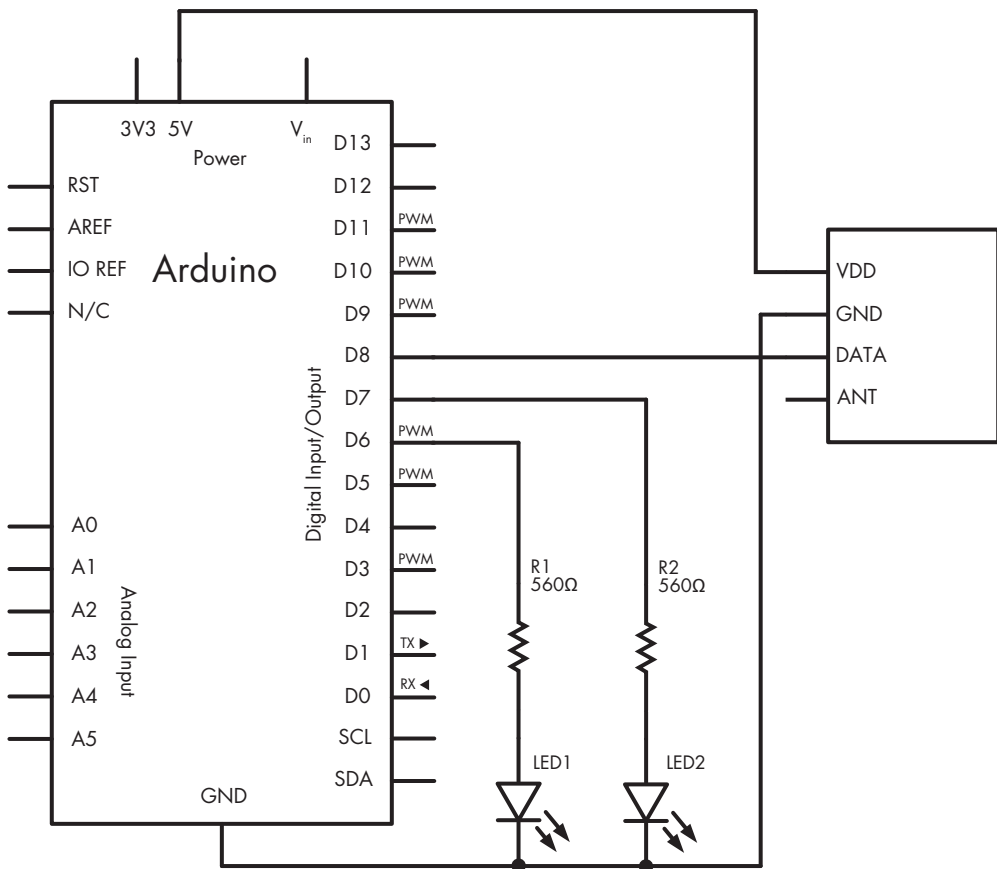 3V3 5V
V in
Power
RST
AREF
IO REF
N/C
Arduino
A0
A1
A2
A3
A4
A5
Analog Input
Digital Input/Output
D13
D12
D11 PWM
D10 PWM
D9 PWM
D8
D7
D6 PWM
D5 PWM
D4
D3 PWM
D2
D1 TX ►
D0 RX ◄
SCL
SDA
GND
R1
560Ω
R2
560Ω
LED1
LED2
VDD
GND
DATA
ANT